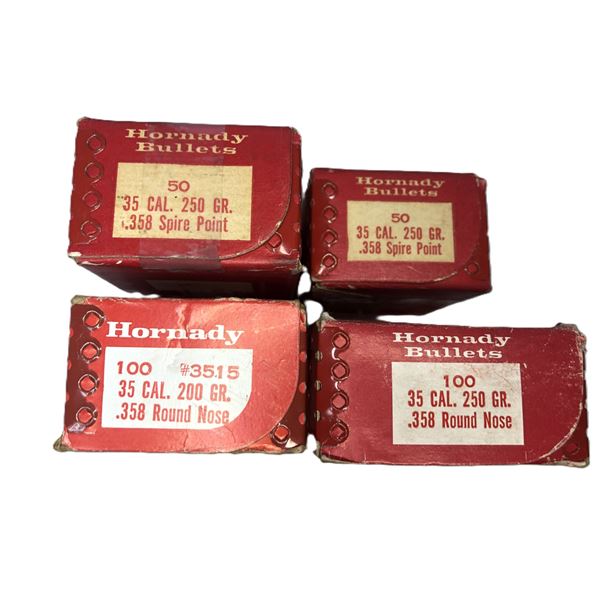 Hornady
Bullets
50
35 CAL. 250 GR.
.358 Spire Point
Hornady
Bullets
50
35 CAL. 250 GR.
.358 Spire Point
Hornady
100 #3515
35 CAL. 200 GR.
.358 Round Nose
Hornady
Bullets
100
35 CAL. 250 GR.
.358 Round Nose